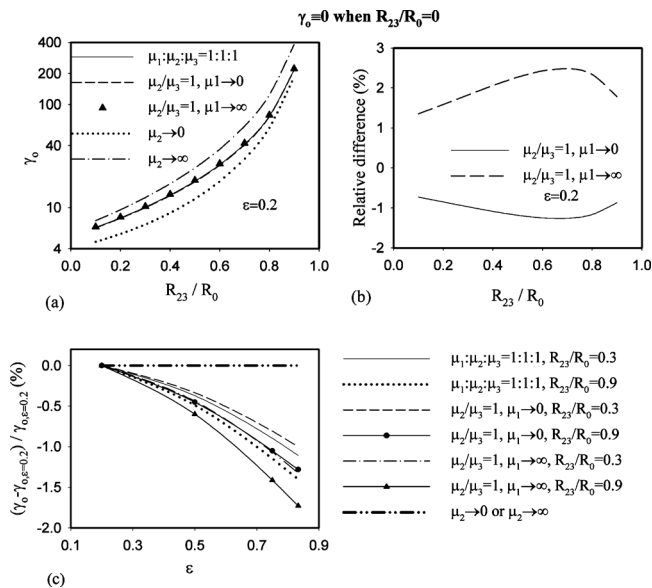 γo≡0 when R23/R0=0
(a)
γo
400
200
100
40
10
4
0.0 0.2 0.4 0.6 0.8 1.0
R23 / R0
μ1:μ2:μ3=1:1:1
μ2/μ3=1, μ1→0
μ2/μ3=1, μ1→∞
μ2→0
μ2→∞
ε=0.2
(b)
Relative difference (%)
3
2
1
0
-1
-2
0.0 0.2 0.4 0.6 0.8 1.0
R23 / R0
μ2/μ3=1, μ1→0
μ2/μ3=1, μ1→∞
ε=0.2
(γo-γo,ε=0.2) / γo,ε=0.2 (%)
0.0
-0.5
-1.0
-1.5
-2.0
0.1 0.3 0.5 0.7 0.9
ε
(c)
μ1:μ2:μ3=1:1:1, R23/R0=0.3
μ1:μ2:μ3=1:1:1, R23/R0=0.9
μ2/μ3=1, μ1→0, R23/R0=0.3
μ2/μ3=1, μ1→0, R23/R0=0.9
μ2/μ3=1, μ1→∞, R23/R0=0.3
μ2/μ3=1, μ1→∞, R23/R0=0.9
μ2→0 or μ2→∞